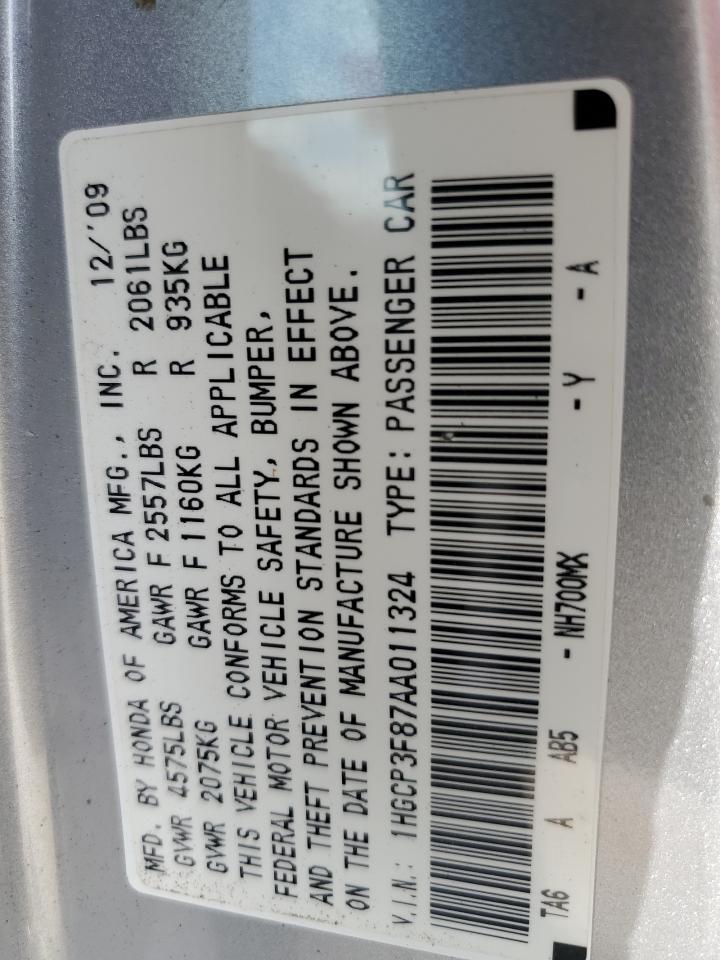 MFD. BY HONDA OF AMERICA MFG., INC. 12/'09
GVWR 4575LBS GAWR F 2557LBS R 2061LBS
GVWR 2075KG GAWR F 1160KG R 935KG
THIS VEHICLE CONFORMS TO ALL APPLICABLE
FEDERAL MOTOR VEHICLE SAFETY, BUMPER,
AND THEFT PREVENTION STANDARDS IN EFFECT
ON THE DATE OF MANUFACTURE SHOWN ABOVE.
V.I.N.: 1HGCP3F87AA011324 TYPE: PASSENGER CAR
TA6 A AB5 - NH700MX - Y - A